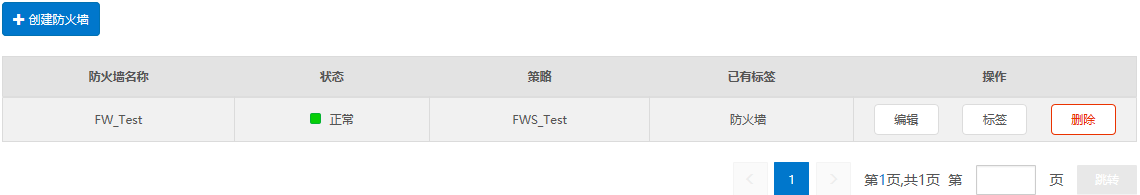 创建防火墙
防火墙名称 状态 策略 已有标签 操作
FW_Test 正常 FWS_Test 防火墙 编辑 标签 删除
1 第1页,共1页 第 页 跳转